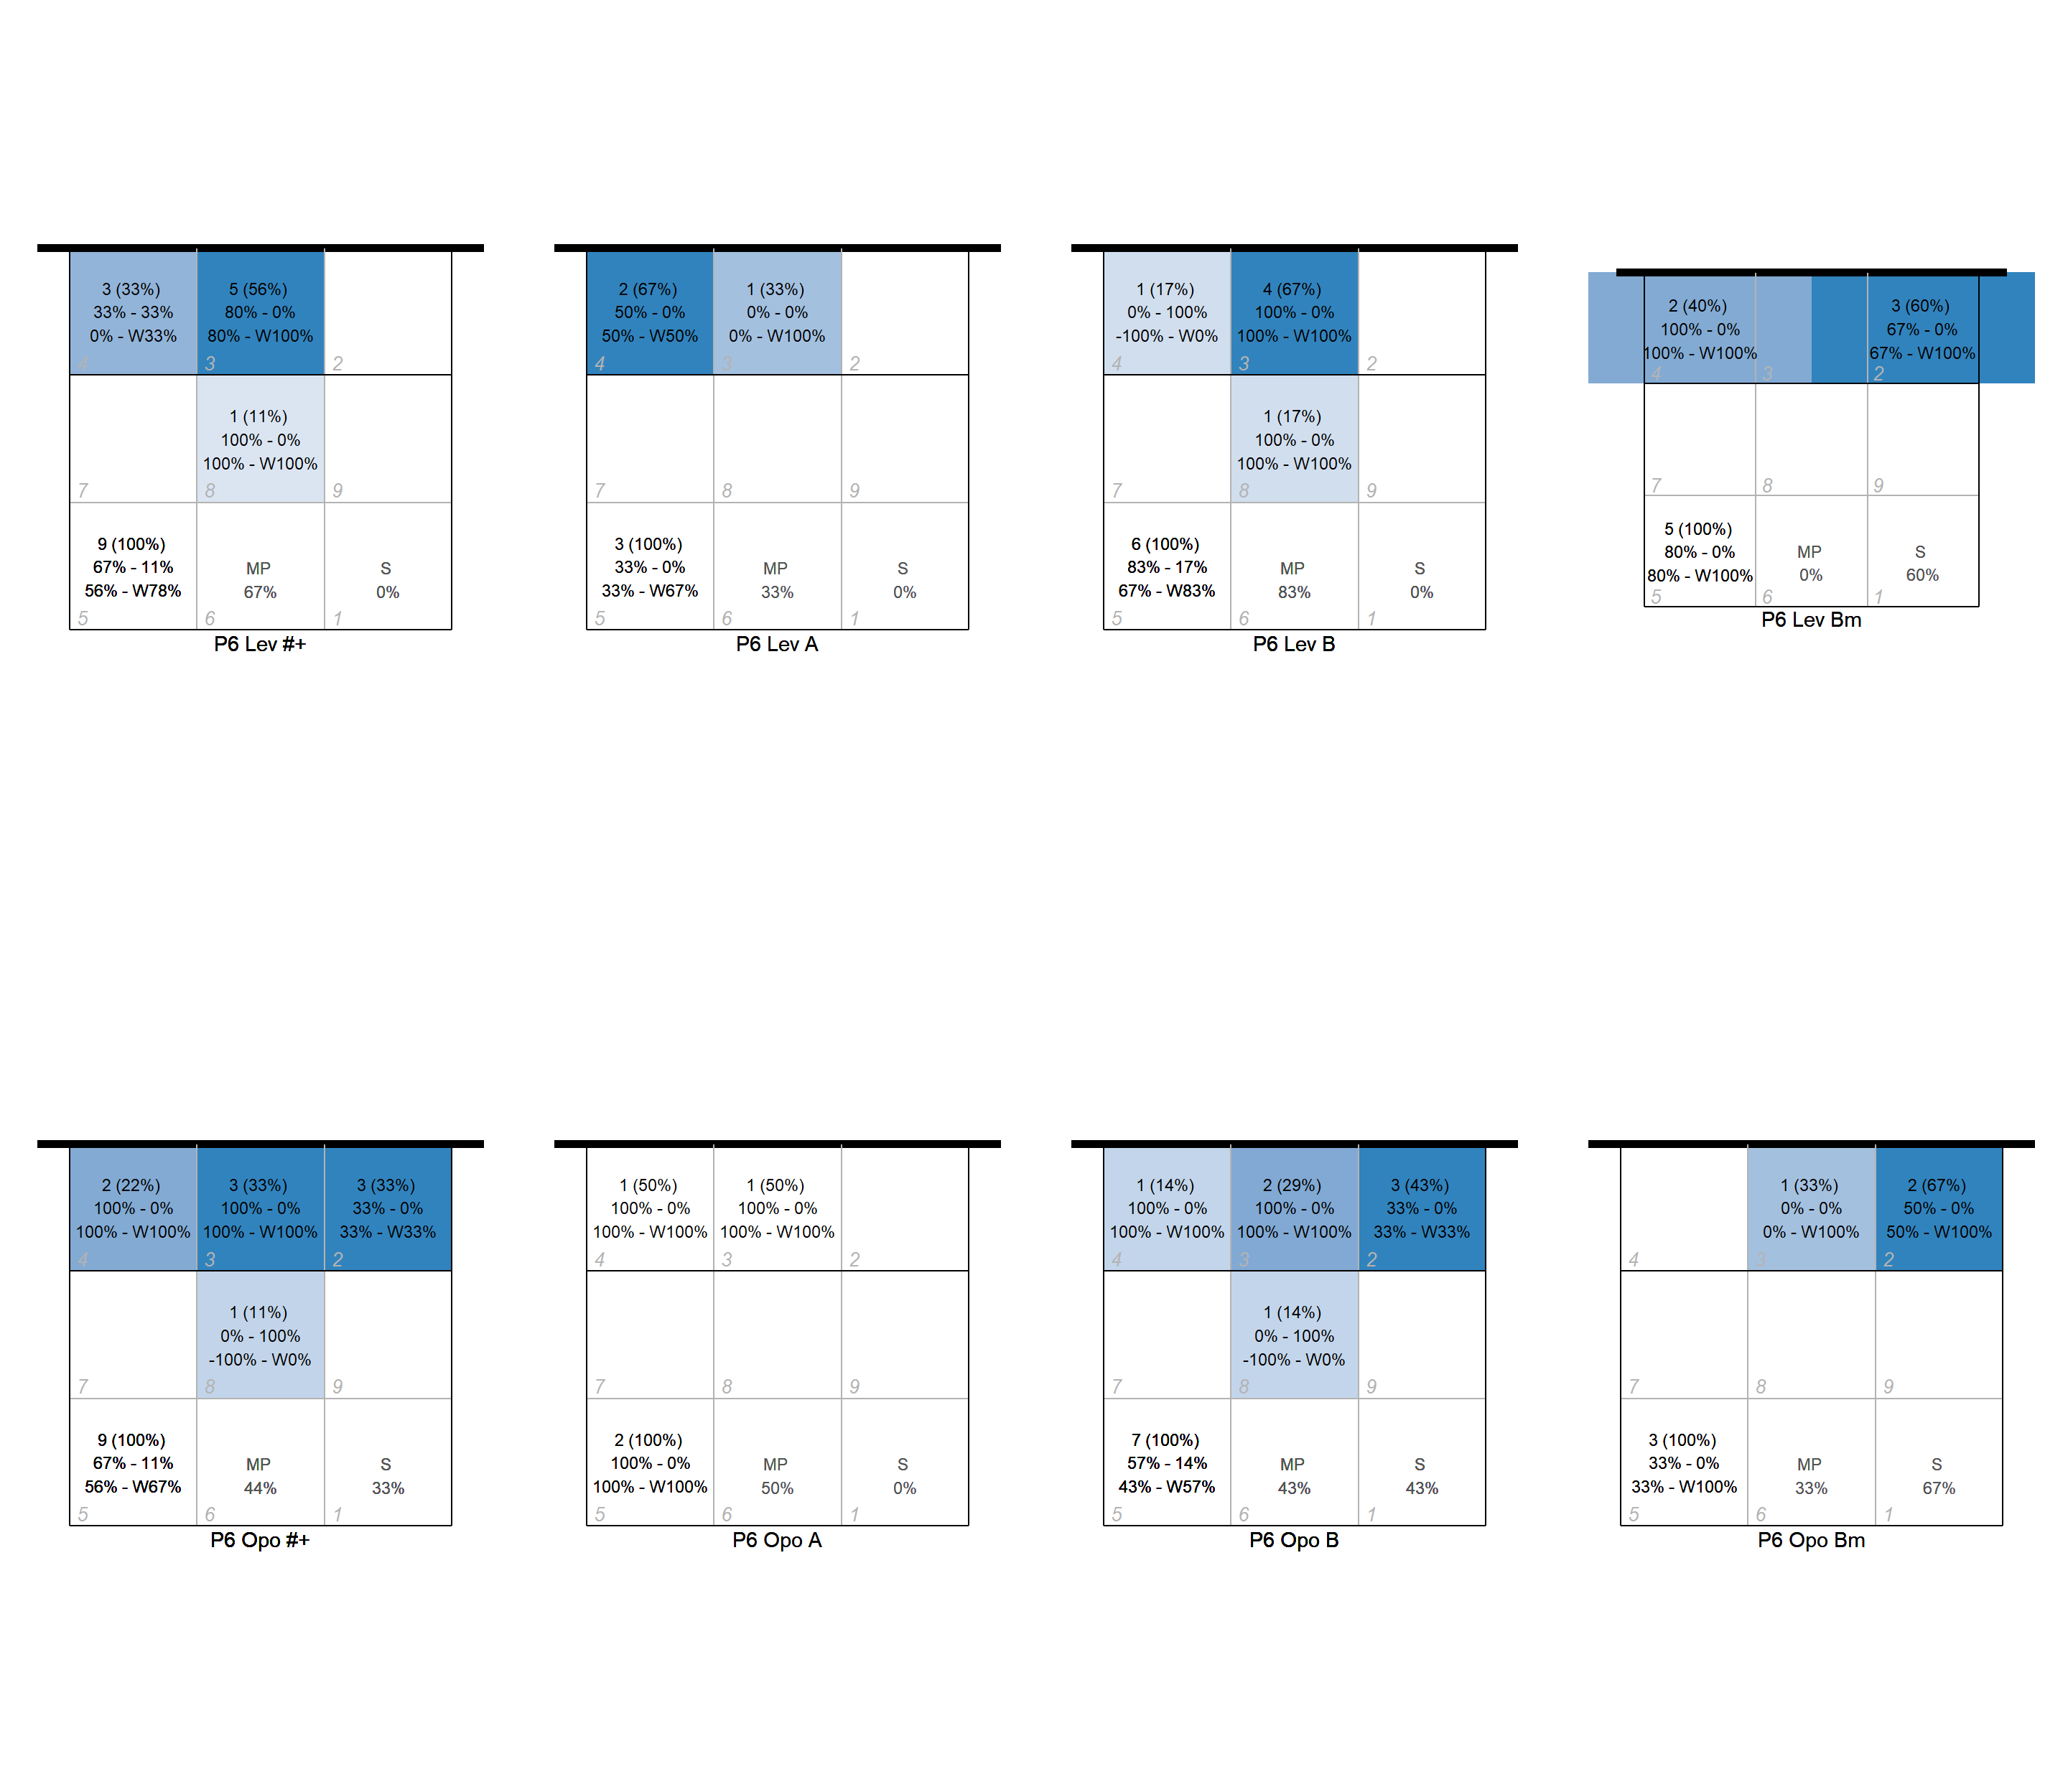 3 (33%)
33% - 33%
0% - W33%
4
5 (56%)
80% - 0%
80% - W100%
3
2
7
1 (11%)
100% - 0%
100% - W100%
8
9
9 (100%)
67% - 11%
56% - W78%
5
MP
67%
6
S
0%
1
P6 Lev #+
2 (67%)
50% - 0%
50% - W50%
4
1 (33%)
0% - 0%
0% - W100%
3
2
7
8
9
3 (100%)
33% - 0%
33% - W67%
5
MP
33%
6
S
0%
1
P6 Lev A
1 (17%)
0% - 100%
-100% - W0%
4
4 (67%)
100% - 0%
100% - W100%
3
2
7
1 (17%)
100% - 0%
100% - W100%
8
9
6 (100%)
83% - 17%
67% - W83%
5
MP
83%
6
S
0%
1
P6 Lev B
2 (40%)
100% - 0%
100% - W100%
4
3
3 (60%)
67% - 0%
67% - W100%
2
7
8
9
5 (100%)
80% - 0%
80% - W100%
5
MP
0%
6
S
60%
1
P6 Lev Bm
2 (22%)
100% - 0%
100% - W100%
4
3 (33%)
100% - 0%
100% - W100%
3
3 (33%)
33% - 0%
33% - W33%
2
7
1 (11%)
0% - 100%
-100% - W0%
8
9
9 (100%)
67% - 11%
56% - W67%
5
MP
44%
6
S
33%
1
P6 Opo #+
1 (50%)
100% - 0%
100% - W100%
4
1 (50%)
100% - 0%
100% - W100%
3
2
7
8
9
2 (100%)
100% - 0%
100% - W100%
5
MP
50%
6
S
0%
1
P6 Opo A
1 (14%)
100% - 0%
100% - W100%
4
2 (29%)
100% - 0%
100% - W100%
3
3 (43%)
33% - 0%
33% - W33%
2
7
1 (14%)
0% - 100%
-100% - W0%
8
9
7 (100%)
57% - 14%
43% - W57%
5
MP
43%
6
S
43%
1
P6 Opo B
4
1 (33%)
0% - 0%
0% - W100%
3
2 (67%)
50% - 0%
50% - W100%
2
7
8
9
3 (100%)
33% - 0%
33% - W100%
5
MP
33%
6
S
67%
1
P6 Opo Bm